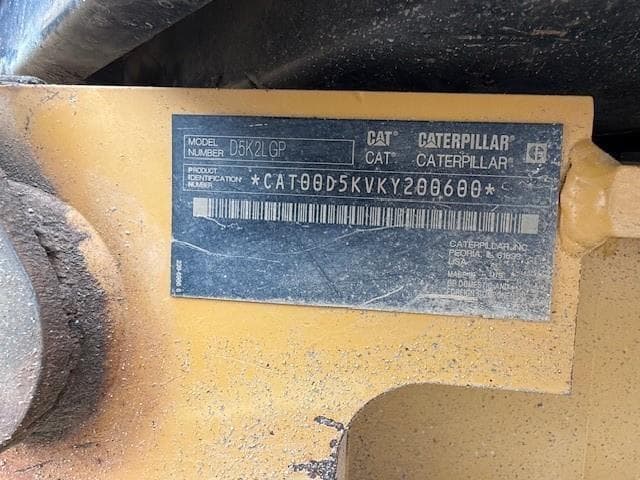 MODEL NUMBER D5K2LGP
CAT® CATERPILLAR®
CAT® CATERPILLAR®
PRODUCT IDENTIFICATION NUMBER *CAT00D5KVKY200600*
CATERPILLAR INC.
PEORIA, IL 61629
USA